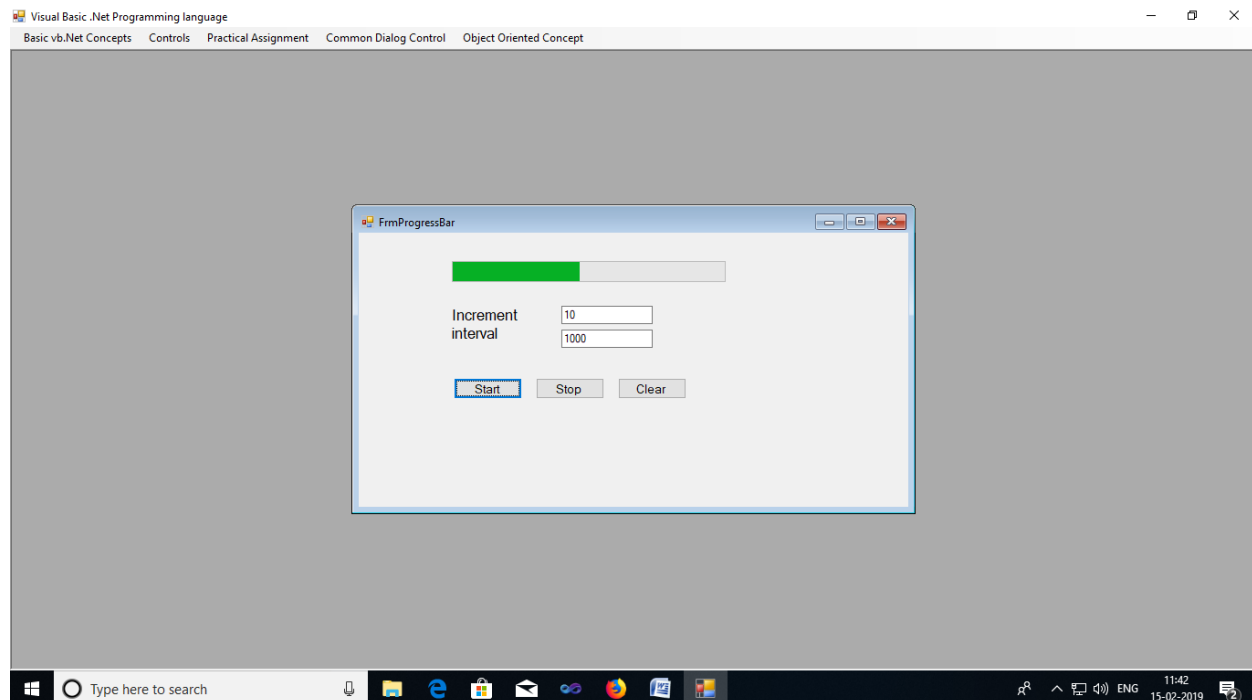 Visual Basic .Net Programming language
Basic vb.Net Concepts Controls Practical Assignment Common Dialog Control Object Oriented Concept
FrmProgressBar
Increment 10
interval 1000
Start Stop Clear
Type here to search ENG 11:42
15-02-2019 2